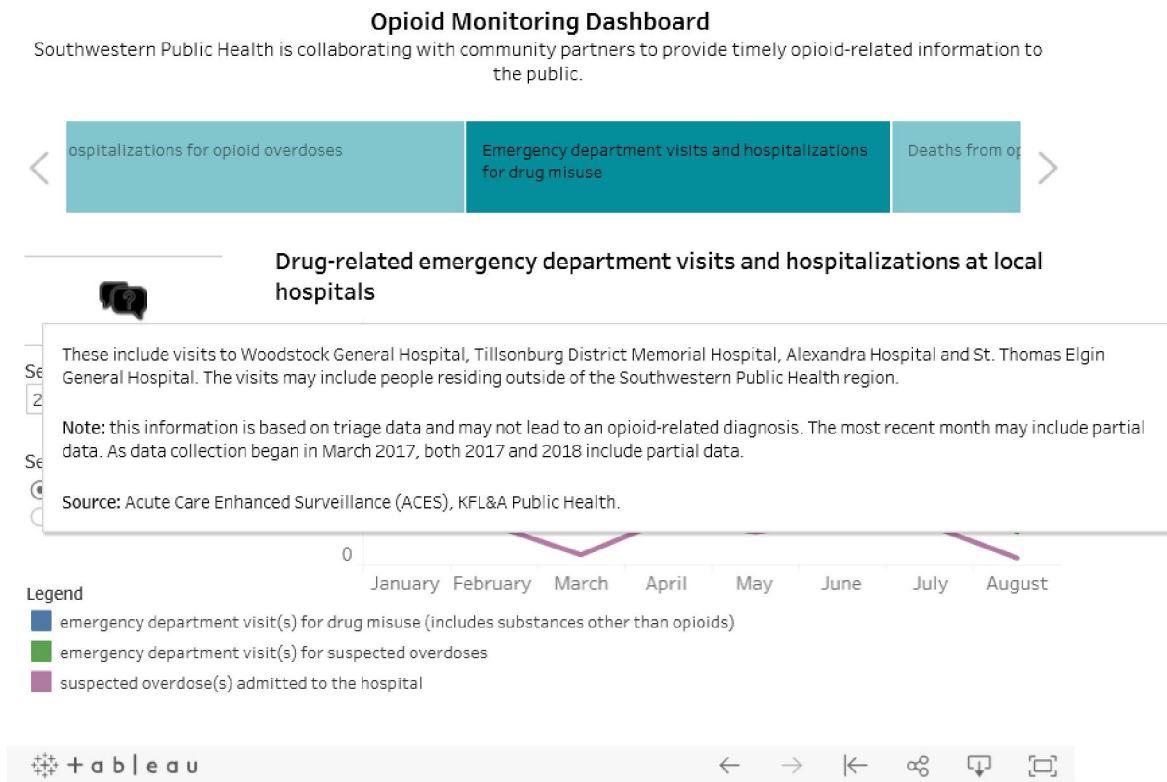 Opioid Monitoring Dashboard
Southwestern Public Health is collaborating with community partners to provide timely opioid-related information to
the public.
ospitalizations for opioid overdoses
Emergency department visits and hospitalizations
for drug misuse
Deaths from op
Drug-related emergency department visits and hospitalizations at local
hospitals
?
These include visits to Woodstock General Hospital, Tillsonburg District Memorial Hospital, Alexandra Hospital and St. Thomas Elgin
General Hospital. The visits may include people residing outside of the Southwestern Public Health region.
Se
2
Note: this information is based on triage data and may not lead to an opioid-related diagnosis. The most recent month may include partial
data. As data collection began in March 2017, both 2017 and 2018 include partial data.
Se
Source: Acute Care Enhanced Surveillance (ACES), KFL&A Public Health.
0
January February March April May June July August
Legend
emergency department visit(s) for drug misuse (includes substances other than opioids)
emergency department visit(s) for suspected overdoses
suspected overdose(s) admitted to the hospital
+ableau